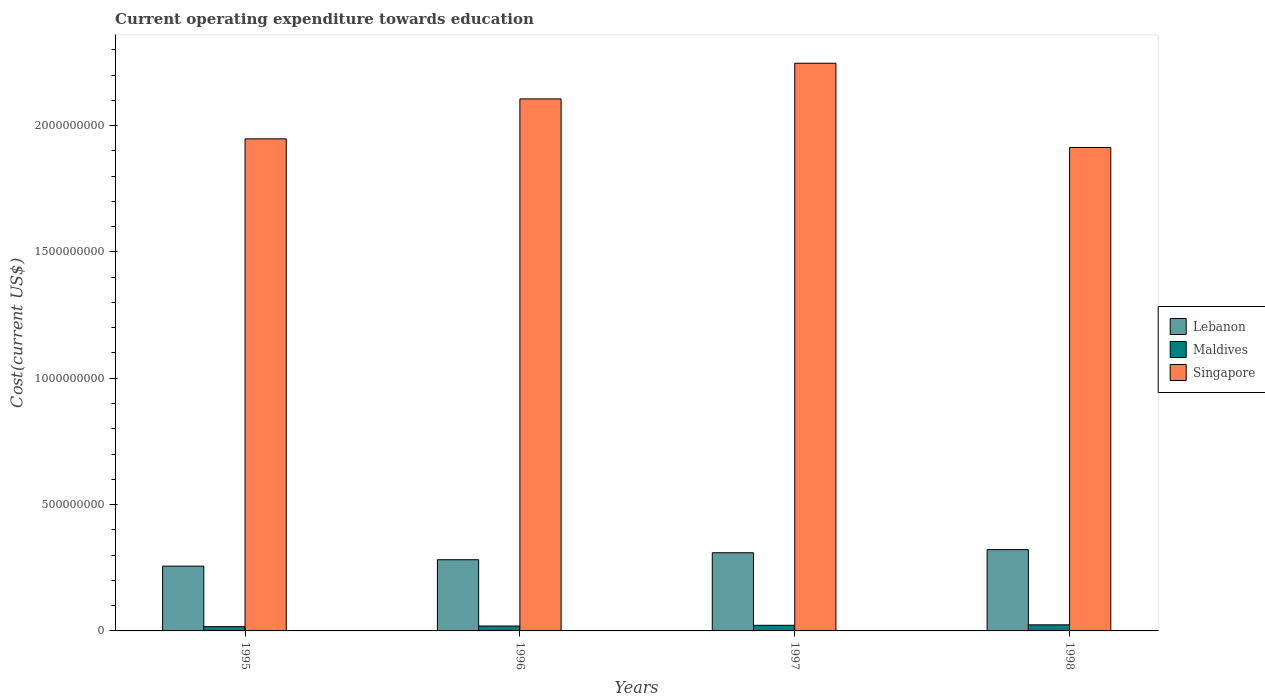 Current operating expenditure towards education
Cost(current US$)
2000000000
1500000000
1000000000
500000000
0
1995
1996
1997
1998
Years
Lebanon
Maldives
Singapore